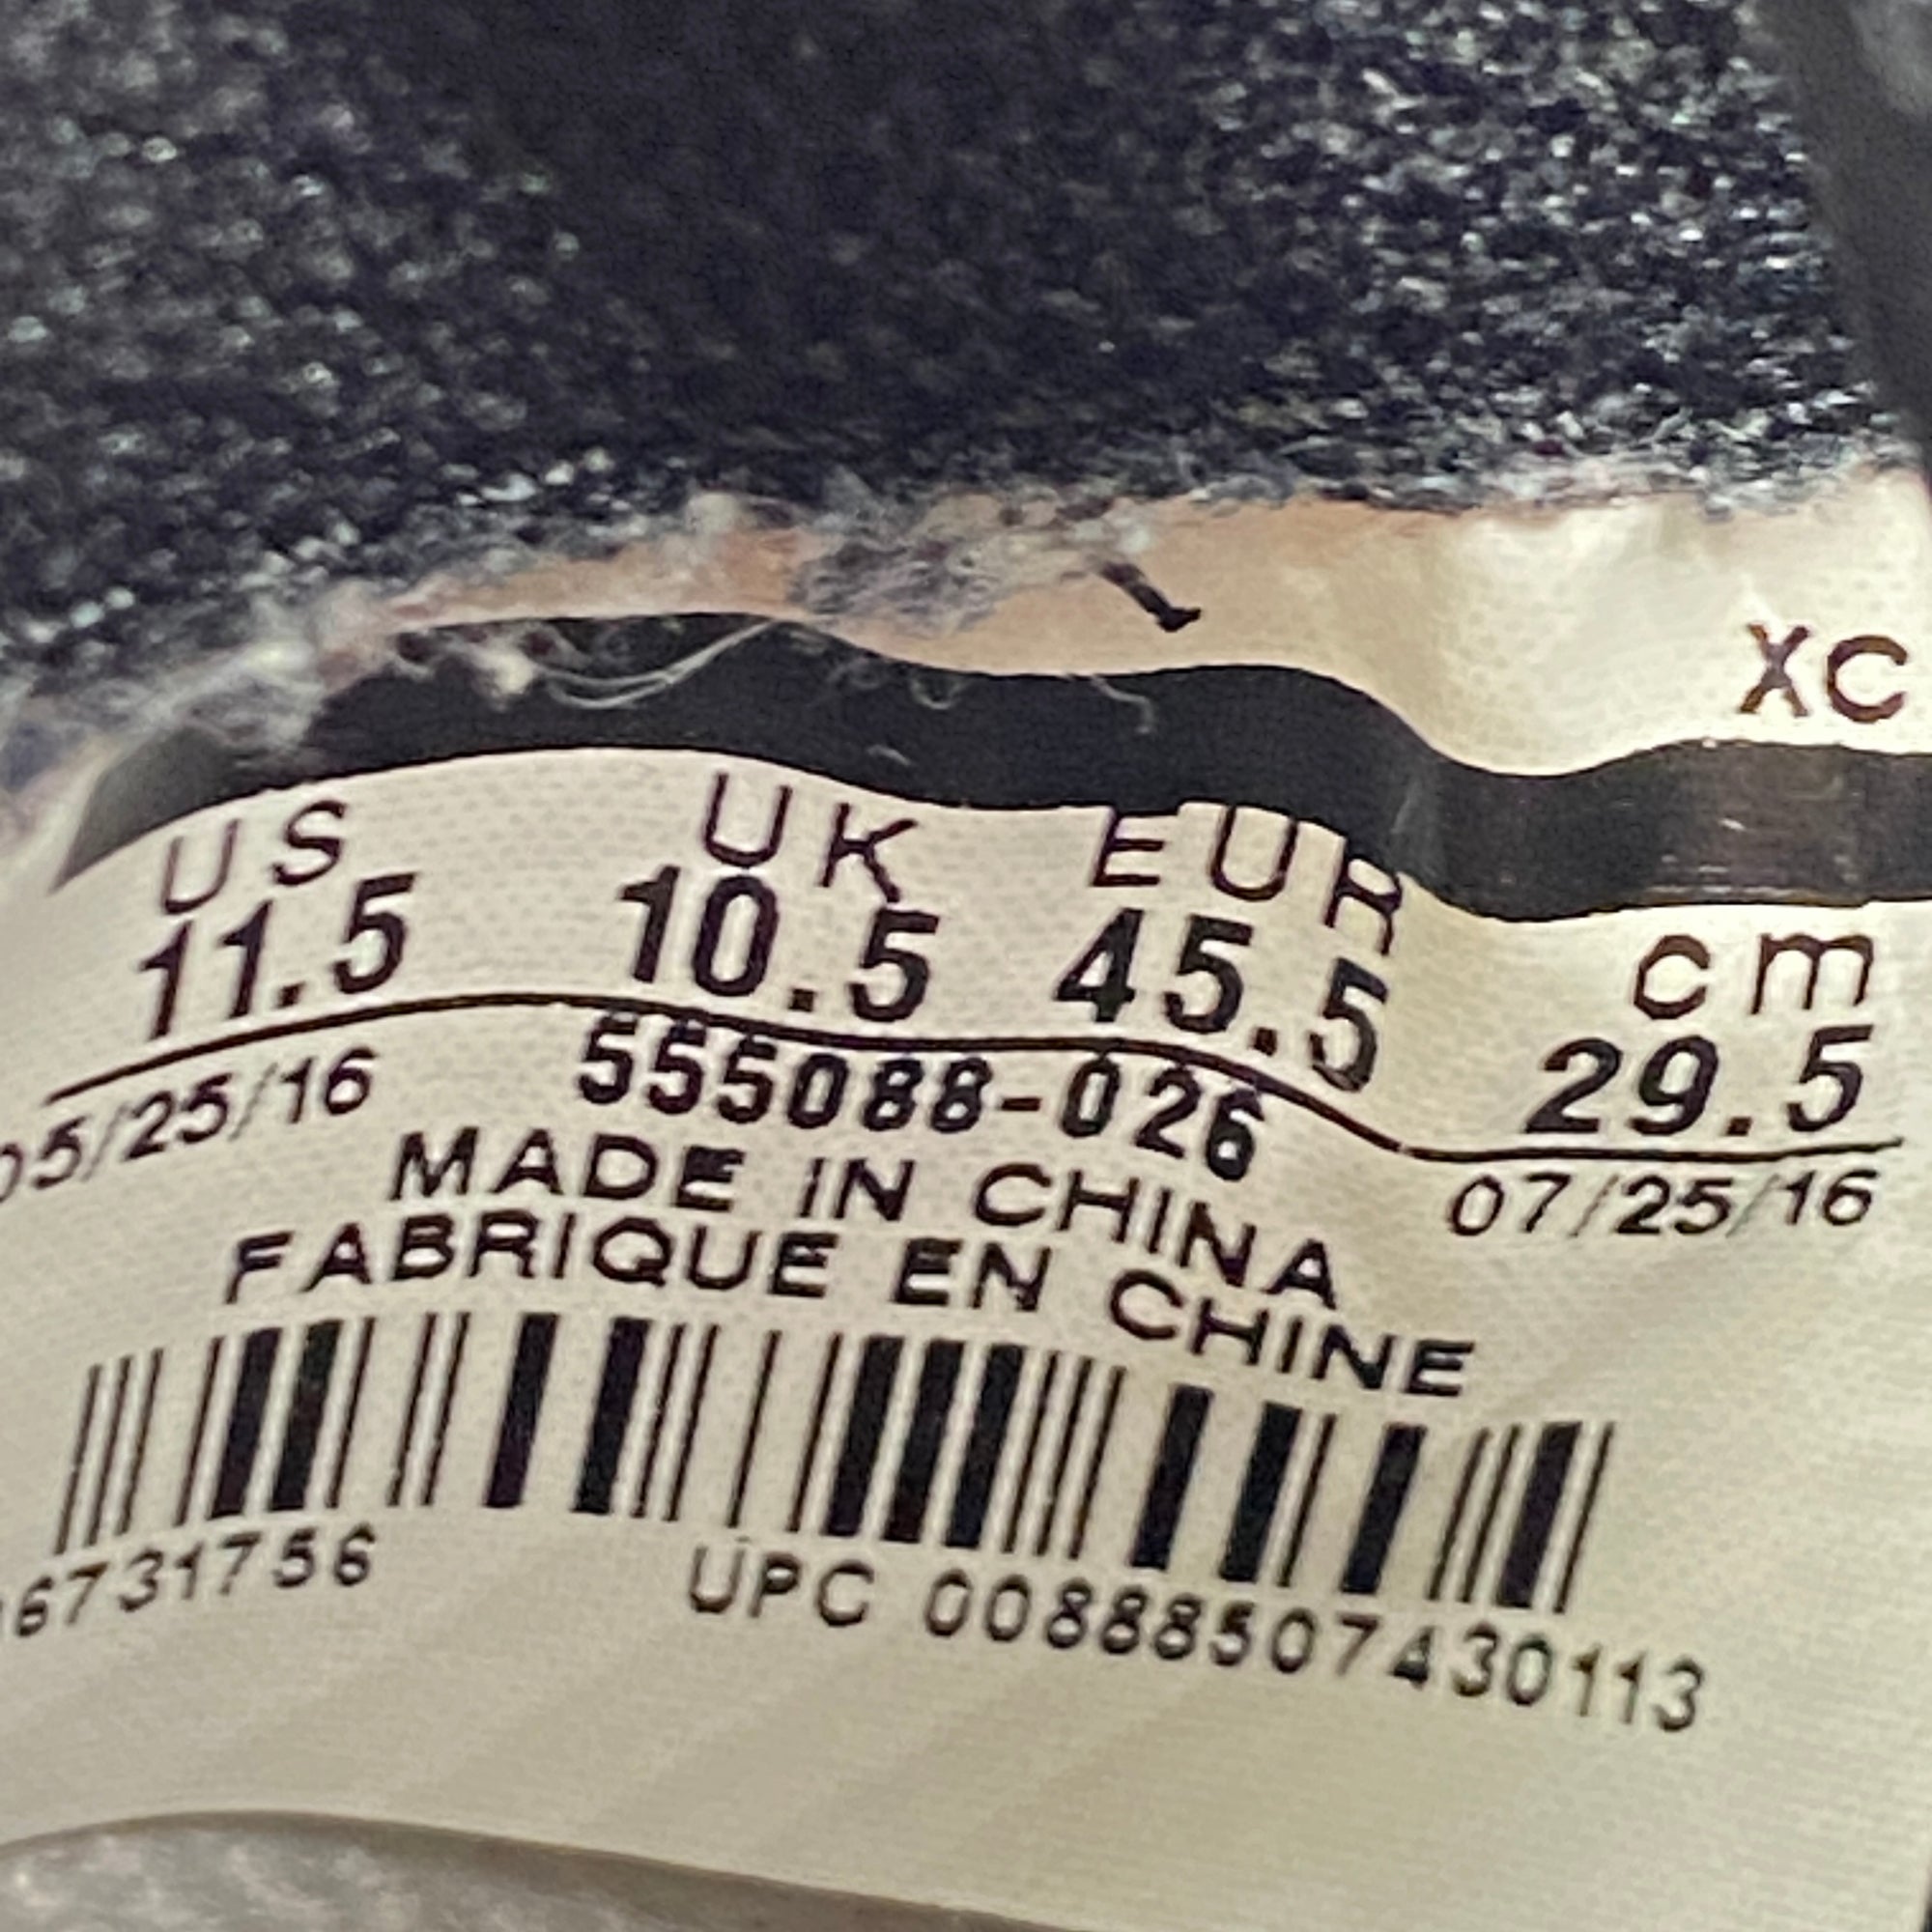 XC
US UK EUR cm
11.5 10.5 45.5 29.5
05/25/16 555088-026 07/25/16
MADE IN CHINA
FABRIQUE EN CHINE
6731756 UPC 00888507430113